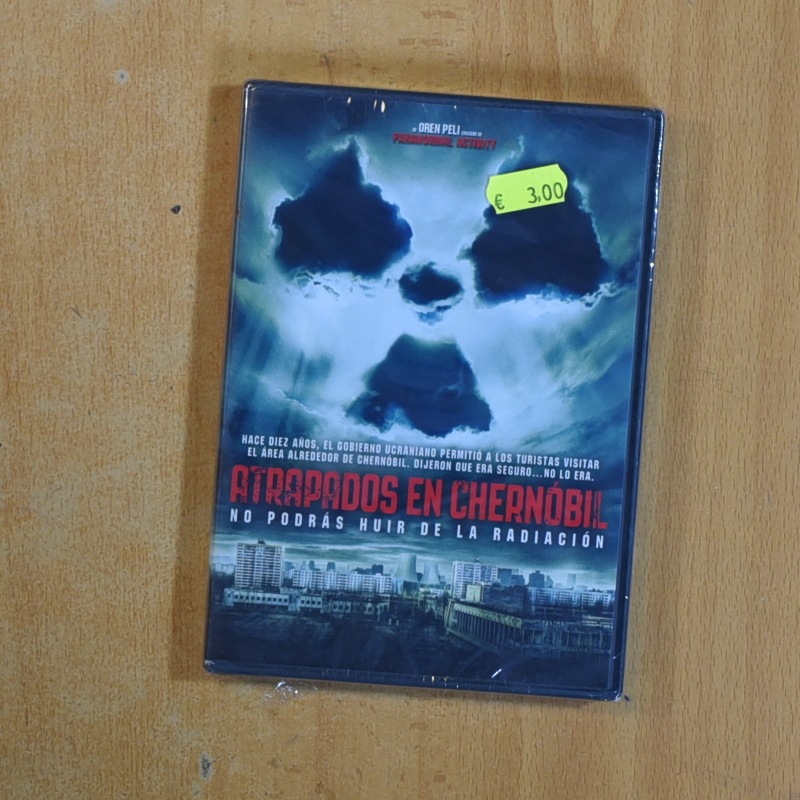 DE OREN PELI CREADOR DE
PARANORMAL ACTIVITY
€ 3,00
HACE DIEZ AÑOS, EL GOBIERNO UCRANIANO PERMITIÓ A LOS TURISTAS VISITAR
EL ÁREA ALREDEDOR DE CHERNÓBIL. DIJERON QUE ERA SEGURO...NO LO ERA.
ATRAPADOS EN CHERNÓBIL
NO PODRÁS HUIR DE LA RADIACIÓN